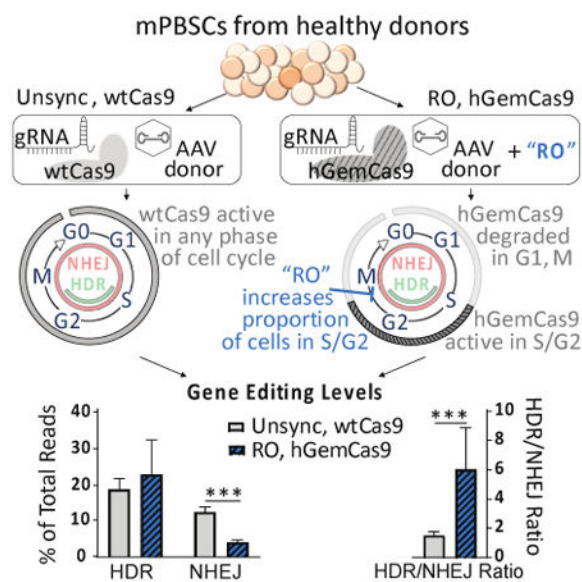 mPBSCs from healthy donors
Unsync, wtCas9
RO, hGemCas9
gRNA
wtCas9
AAV
donor
gRNA
hGemCas9
AAV
donor
+ “RO”
wtCas9 active
in any phase
of cell cycle
G0
G1
S
G2
M
NHEJ
HDR
“RO”
increases
proportion
of cells in S/G2
hGemCas9
degraded
in G1, M
G0
G1
S
G2
M
NHEJ
HDR
hGemCas9
active in S/G2
Gene Editing Levels
% of Total Reads
40
30
20
10
0
Unsync, wtCas9
RO, hGemCas9
***
HDR
NHEJ
***
10
8
6
4
2
0
HDR/NHEJ
Ratio
HDR/NHEJ Ratio